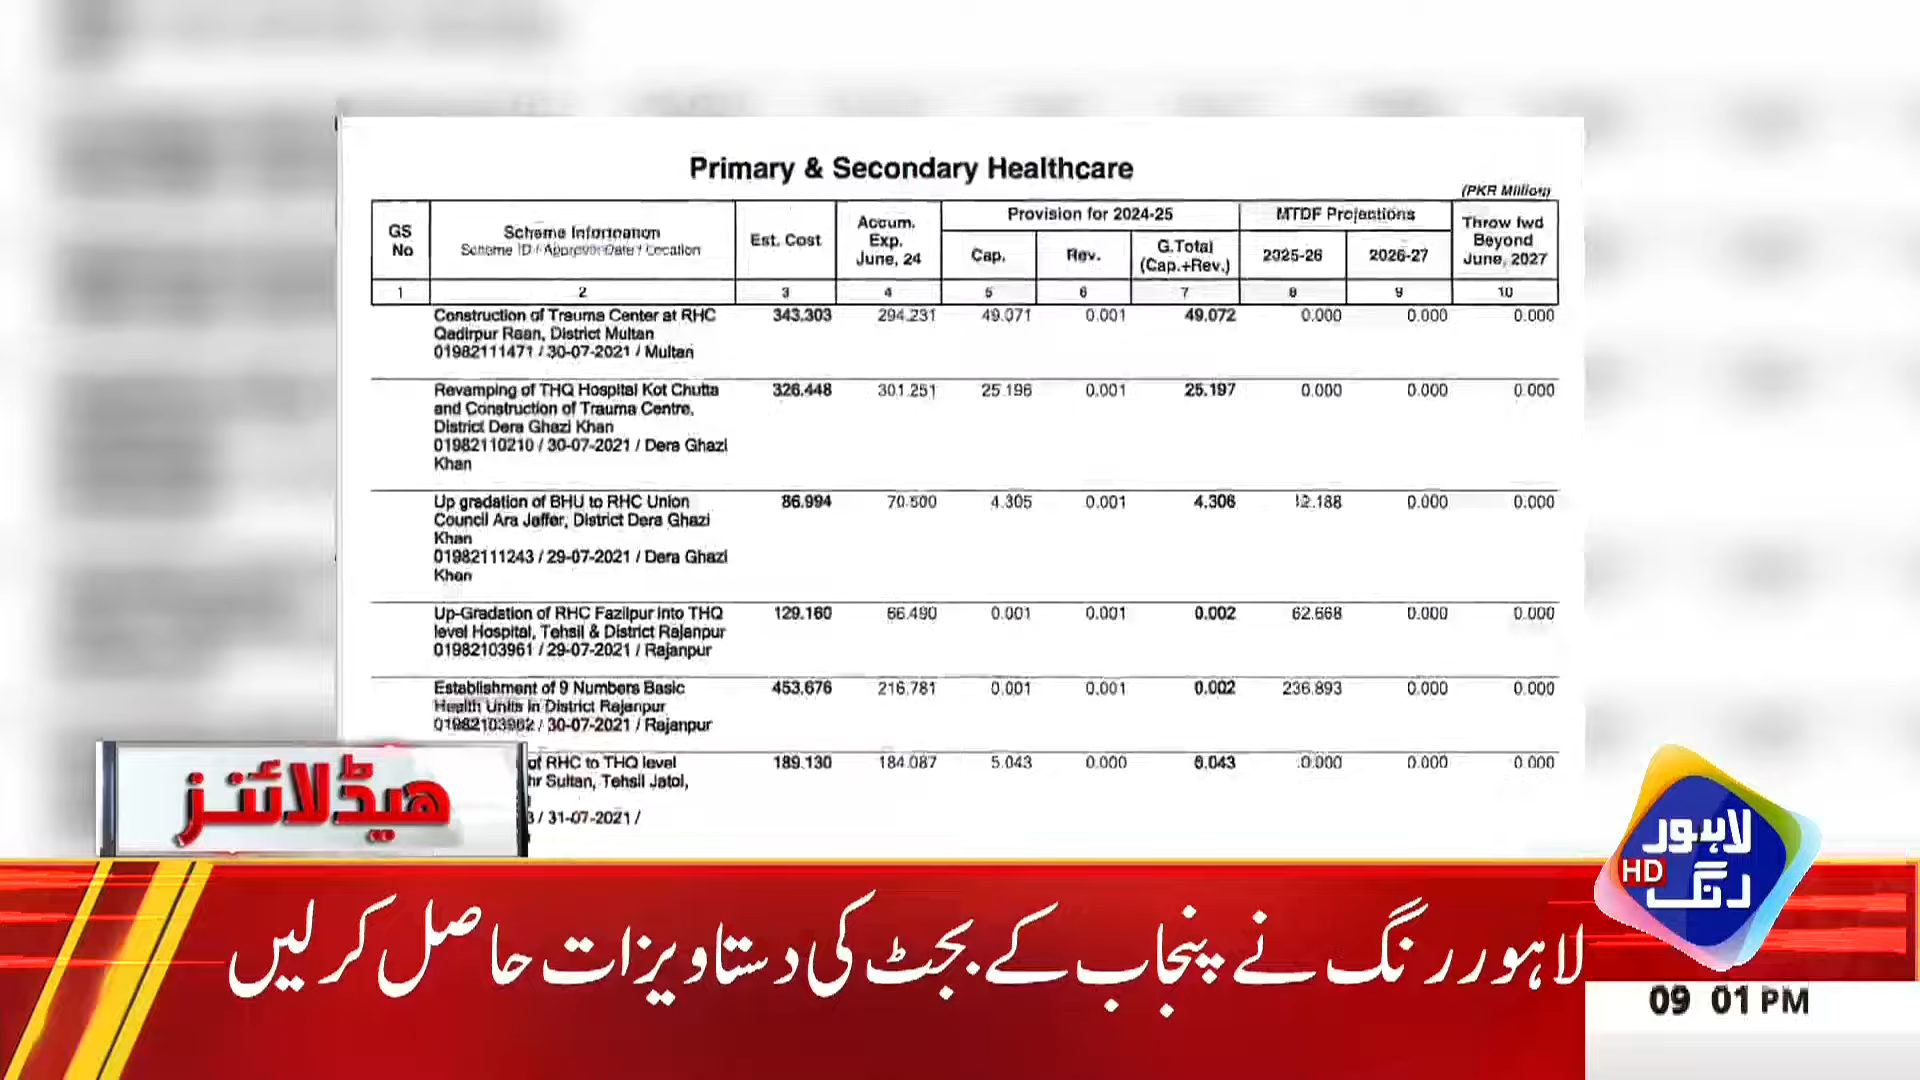 Primary & Secondary Healthcare
(PKR Million)
GS No
Scheme Information
Scheme ID / Approval Date / Location
Est. Cost
Accum. Exp. June, 24
Provision for 2024-25
Cap.
Rev.
G.Total (Cap.+Rev.)
MTDF Projections
2025-26
2026-27
Throw fwd Beyond June, 2027
1 2 3 4 5 6 7 8 9 10
Construction of Trauma Center at RHC 343.303 294.231 49.071 0.001 49.072 0.000 0.000 0.000
Qadirpur Raan, District Multan
01982111471 / 30-07-2021 / Multan
Revamping of THQ Hospital Kot Chutta 326.448 301.251 25.196 0.001 25.197 0.000 0.000 0.000
and Construction of Trauma Centre,
District Dera Ghazi Khan
01982110210 / 30-07-2021 / Dera Ghazi
Khan
Up gradation of BHU to RHC Union 86.994 70.500 4.305 0.001 4.306 12.188 0.000 0.000
Council Ara Jaffer, District Dera Ghazi
Khan
01982111243 / 29-07-2021 / Dera Ghazi
Khan
Up-Gradation of RHC Fazilpur into THQ 129.160 66.490 0.001 0.001 0.002 62.668 0.000 0.000
level Hospital, Tehsil & District Rajanpur
01982103961 / 29-07-2021 / Rajanpur
Establishment of 9 Numbers Basic 453.676 216.781 0.001 0.001 0.002 236.893 0.000 0.000
Health Units in District Rajanpur
01982103962 / 30-07-2021 / Rajanpur
of RHC to THQ level 189.130 184.087 5.043 0.000 5.043 0.000 0.000 0.000
hr Sultan, Tehsil Jatoi,
3 / 31-07-2021 /
ہیڈلائنز
لاہور
رنگ
HD
لاہور رنگ نے پنجاب کے بجٹ کی دستاویزات حاصل کر لیں
09 01 PM